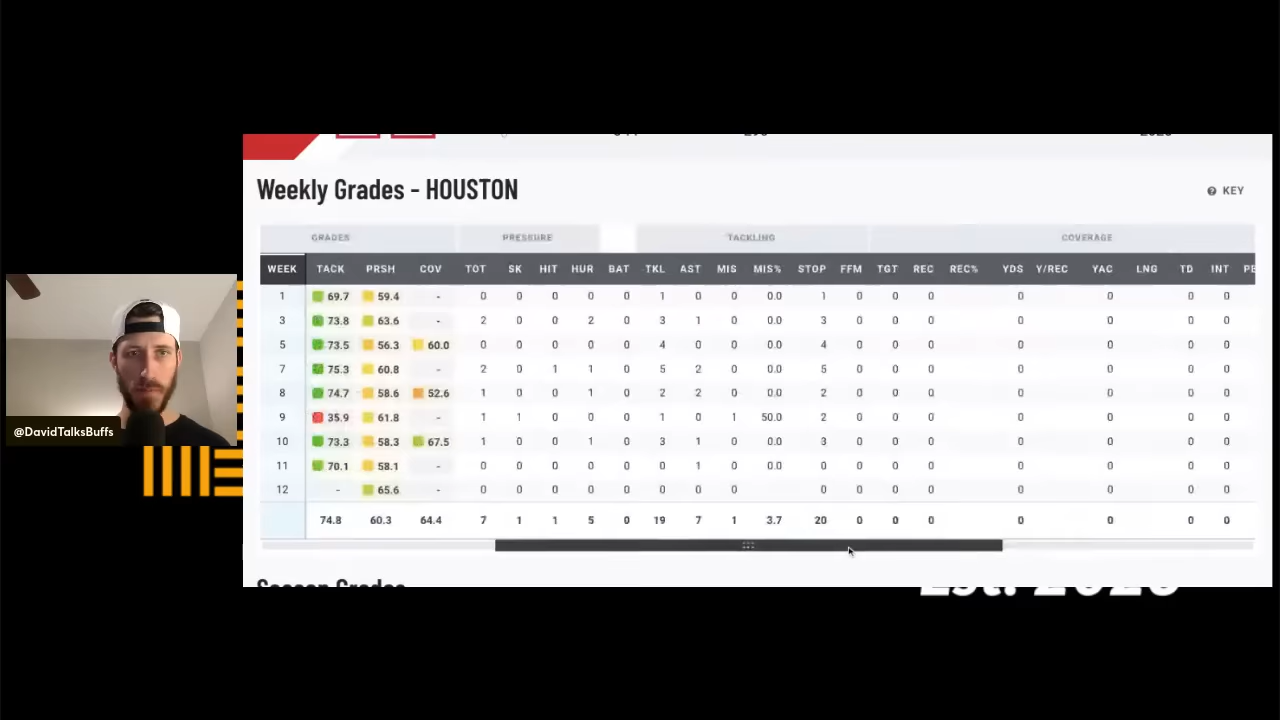 Weekly Grades - HOUSTON
KEY
GRADES PRESSURE TACKLING COVERAGE
WEEK TACK PRSH COV TOT SK HIT HUR BAT TKL AST MIS MIS% STOP FFM TGT REC REC% YDS Y/REC YAC LNG TD INT
1 69.7 59.4 - 0 0 0 0 0 1 0 0 0.0 1 0 0 0 0 0 0 0
3 73.8 63.6 - 2 0 0 2 0 3 1 0 0.0 3 0 0 0 0 0 0 0
5 73.5 56.3 60.0 0 0 0 0 0 4 0 0 0.0 4 0 0 0 0 0 0 0
7 75.3 60.8 - 2 0 1 1 0 5 2 0 0.0 5 0 0 0 0 0 0 0
8 74.7 58.6 52.6 1 0 0 1 0 2 2 0 0.0 2 0 0 0 0 0 0 0
9 35.9 61.8 - 1 1 0 0 0 1 0 1 50.0 2 0 0 0 0 0 0 0
10 73.3 58.3 67.5 1 0 0 1 0 3 1 0 0.0 3 0 0 0 0 0 0 0
11 70.1 58.1 - 0 0 0 0 0 0 1 0 0.0 0 0 0 0 0 0 0 0
12 - 65.6 - 0 0 0 0 0 0 0 0 0 0 0 0 0 0 0 0
74.8 60.3 64.4 7 1 1 5 0 19 7 1 3.7 20 0 0 0 0 0 0 0
@DavidTalksBuffs
Season Grades